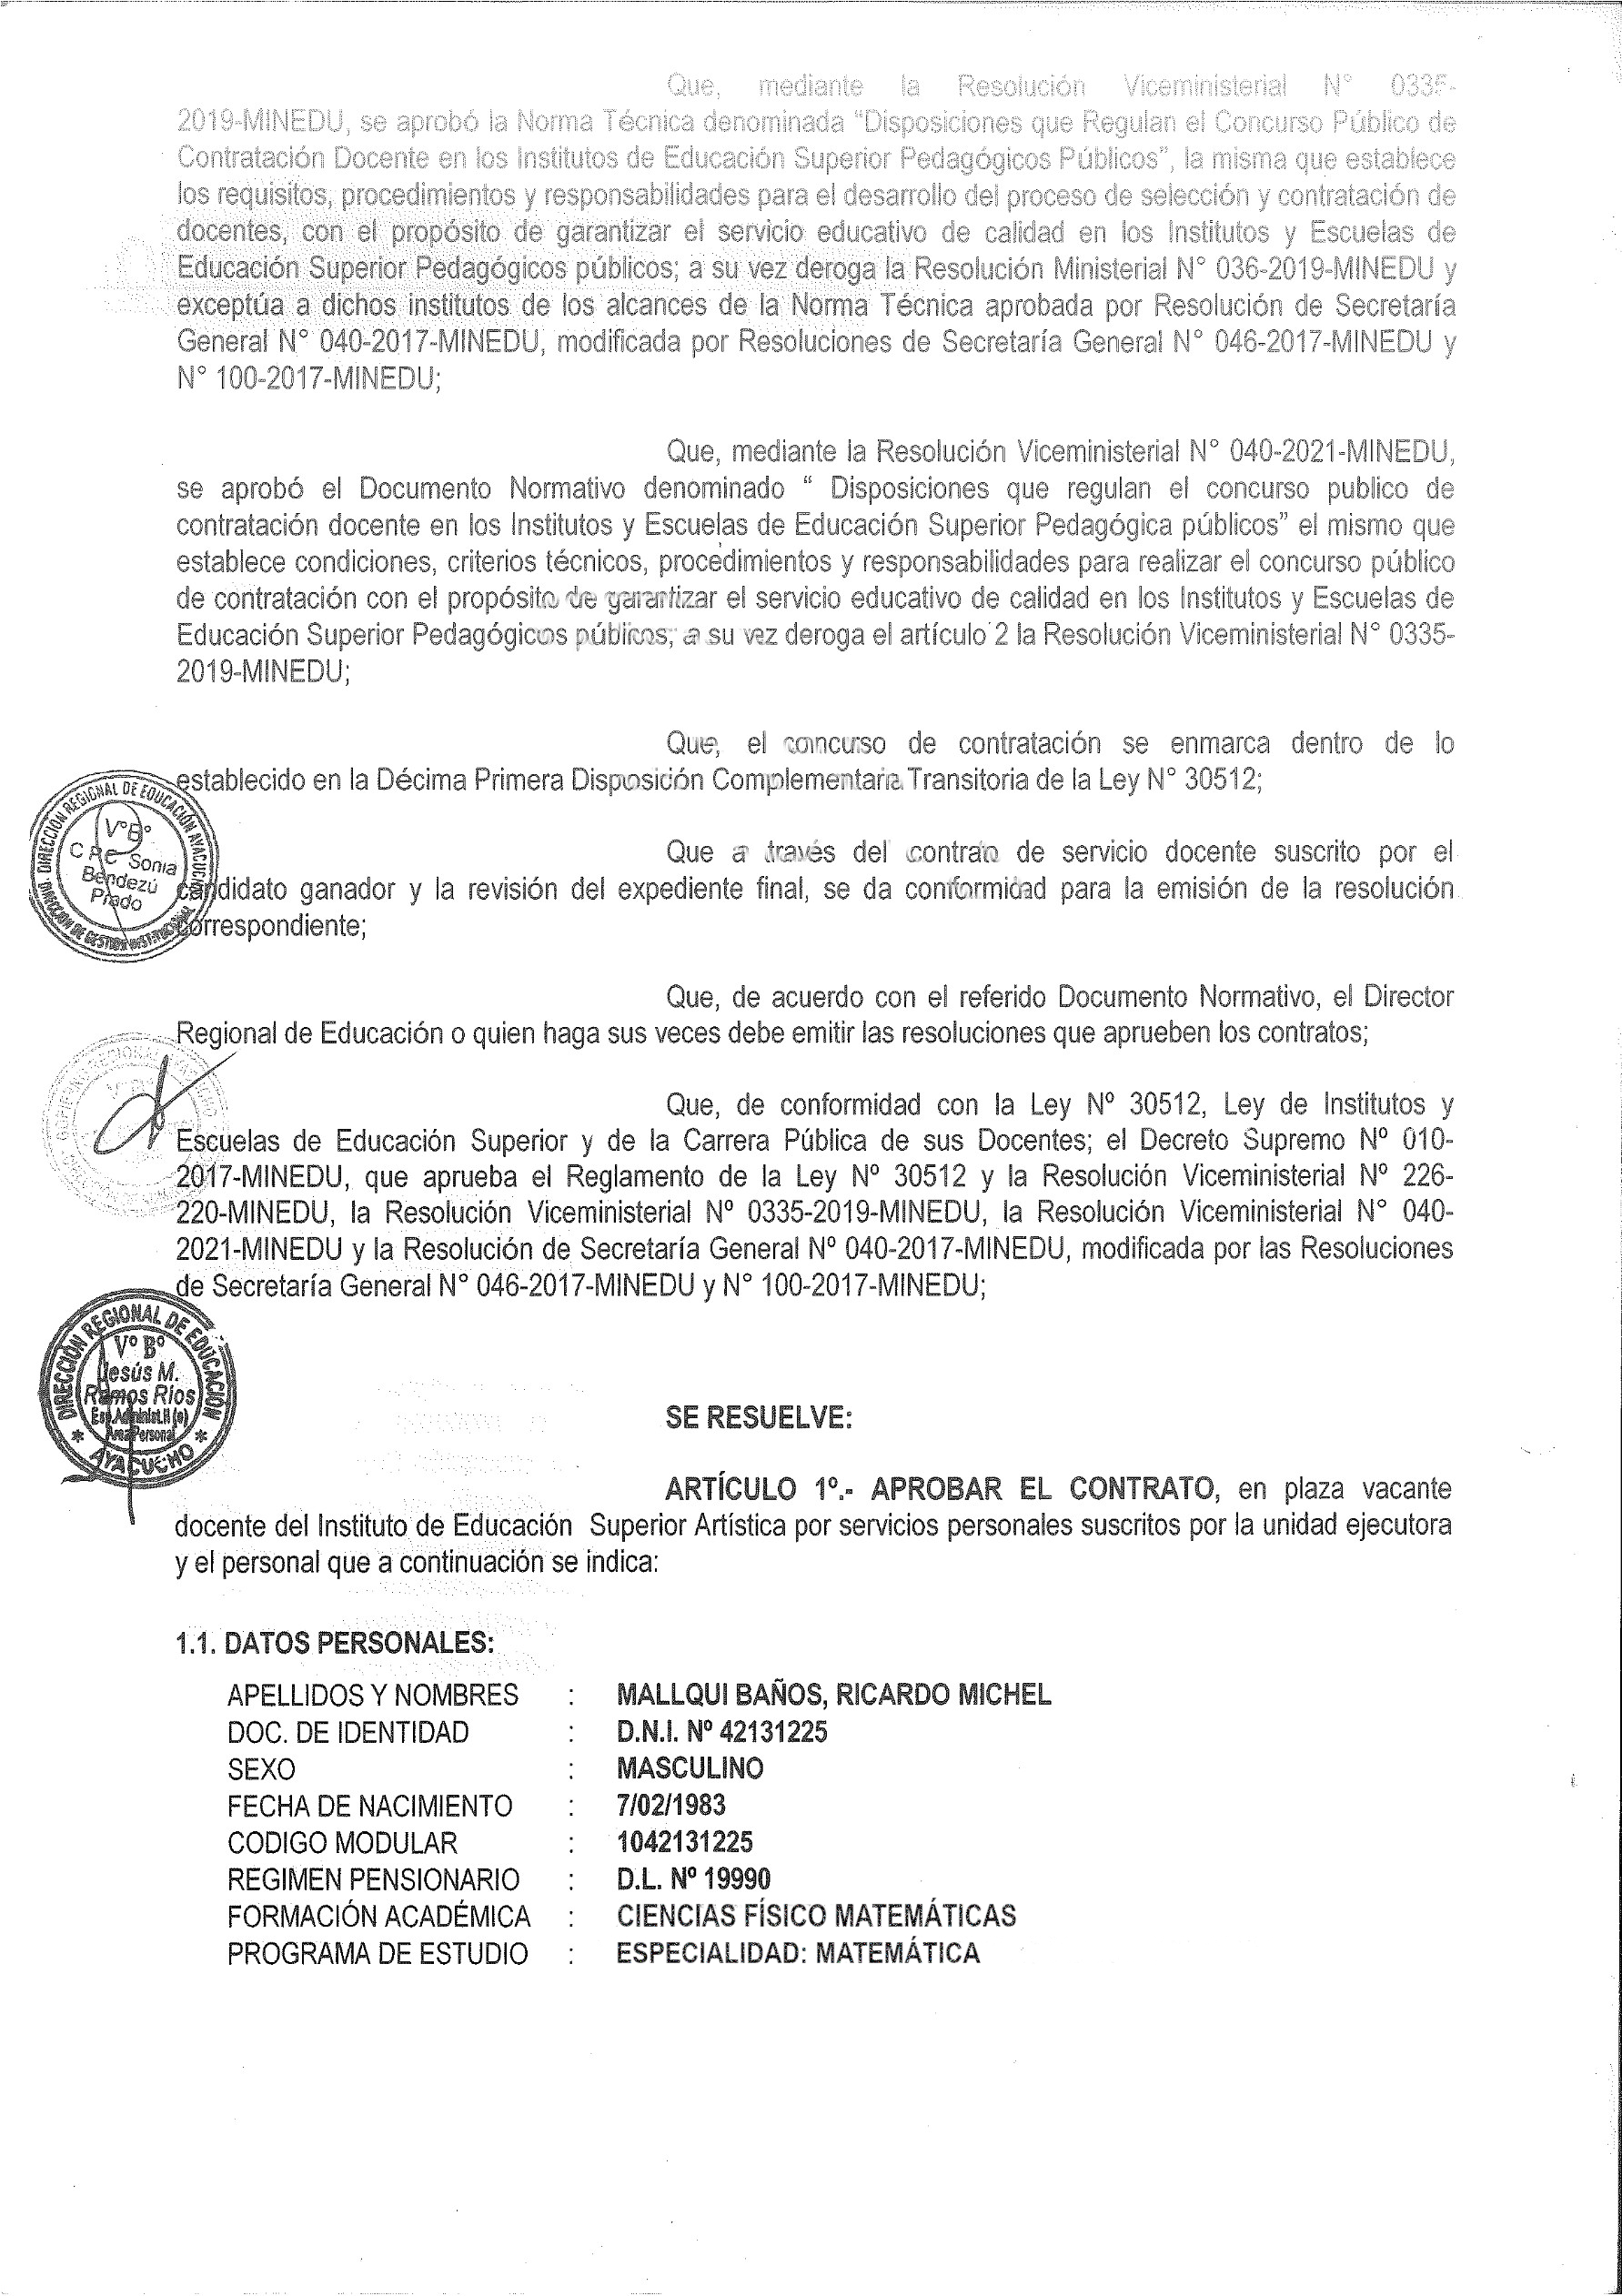 Que, mediante la Resolución Viceministerial N° 0335-
2019-MINEDU, se aprobó la Norma Técnica denominada "Disposiciones que Regulan el Concurso Público de
Contratación Docente en los Institutos de Educación Superior Pedagógicos Públicos", la misma que establece
los requisitos, procedimientos y responsabilidades para el desarrollo del proceso de selección y contratación de
docentes, con el propósito de garantizar el servicio educativo de calidad en los Institutos y Escuelas de
Educación Superior Pedagógicos públicos; a su vez deroga la Resolución Ministerial N° 036-2019-MINEDU y
exceptúa a dichos institutos de los alcances de la Norma Técnica aprobada por Resolución de Secretaría
General N° 040-2017-MINEDU, modificada por Resoluciones de Secretaría General N° 046-2017-MINEDU y
N° 100-2017-MINEDU;
Que, mediante la Resolución Viceministerial N° 040-2021-MINEDU,
se aprobó el Documento Normativo denominado " Disposiciones que regulan el concurso publico de
contratación docente en los Institutos y Escuelas de Educación Superior Pedagógica públicos" el mismo que
establece condiciones, criterios técnicos, procedimientos y responsabilidades para realizar el concurso público
de contratación con el propósito de garantizar el servicio educativo de calidad en los Institutos y Escuelas de
Educación Superior Pedagógicos públicos; a su vez deroga el artículo 2 la Resolución Viceministerial N° 0335-
2019-MINEDU;
Que, el concurso de contratación se enmarca dentro de lo
establecido en la Décima Primera Disposición Complementaria Transitoria de la Ley N° 30512;
DIRECCIÓN REGIONAL DE EDUCACIÓN AYACUCHO
V°B°
CPC Sonia
Bendezú
Prado
DIRECCIÓN DE GESTIÓN INSTITUCIONAL
Que a través del contrato de servicio docente suscrito por el
candidato ganador y la revisión del expediente final, se da conformidad para la emisión de la resolución
correspondiente;
Que, de acuerdo con el referido Documento Normativo, el Director
Regional de Educación o quien haga sus veces debe emitir las resoluciones que aprueben los contratos;
Que, de conformidad con la Ley Nº 30512, Ley de Institutos y
Escuelas de Educación Superior y de la Carrera Pública de sus Docentes; el Decreto Supremo Nº 010-
2017-MINEDU, que aprueba el Reglamento de la Ley Nº 30512 y la Resolución Viceministerial Nº 226-
220-MINEDU, la Resolución Viceministerial Nº 0335-2019-MINEDU, la Resolución Viceministerial N° 040-
2021-MINEDU y la Resolución de Secretaría General Nº 040-2017-MINEDU, modificada por las Resoluciones
de Secretaría General N° 046-2017-MINEDU y N° 100-2017-MINEDU;
DIRECCIÓN REGIONAL DE EDUCACIÓN
Vº Bº
Jesús M.
Ramos Ríos
Esp. Administ. II (e)
Area Personal
* AYACUCHO *
SE RESUELVE:
ARTÍCULO 1º.- APROBAR EL CONTRATO, en plaza vacante
docente del Instituto de Educación Superior Artística por servicios personales suscritos por la unidad ejecutora
y el personal que a continuación se indica:
1.1. DATOS PERSONALES:
APELLIDOS Y NOMBRES : MALLQUI BAÑOS, RICARDO MICHEL
DOC. DE IDENTIDAD : D.N.I. Nº 42131225
SEXO : MASCULINO
FECHA DE NACIMIENTO : 7/02/1983
CODIGO MODULAR : 1042131225
REGIMEN PENSIONARIO : D.L. Nº 19990
FORMACIÓN ACADÉMICA : CIENCIAS FÍSICO MATEMÁTICAS
PROGRAMA DE ESTUDIO : ESPECIALIDAD: MATEMÁTICA